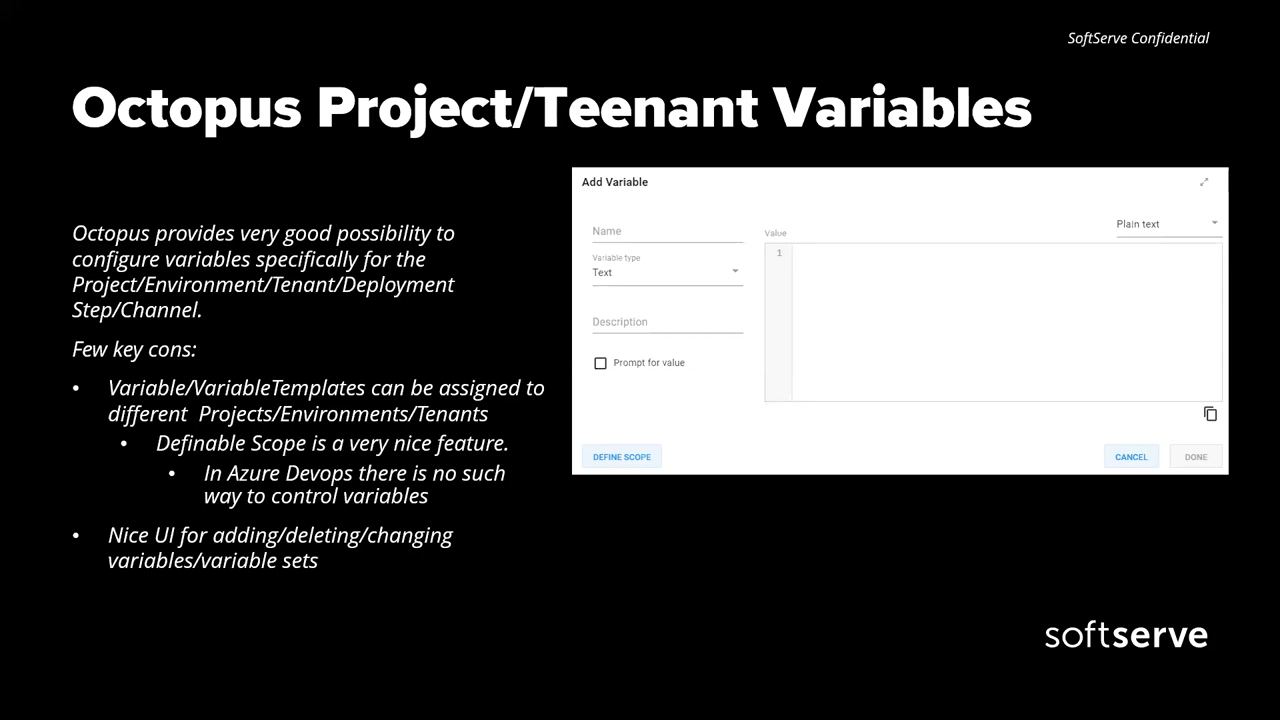 SoftServe Confidential
Octopus Project/Teenant Variables
Octopus provides very good possibility to
configure variables specifically for the
Project/Environment/Tenant/Deployment
Step/Channel.
Few key cons:
• Variable/VariableTemplates can be assigned to
different Projects/Environments/Tenants
• Definable Scope is a very nice feature.
• In Azure Devops there is no such
way to control variables
• Nice UI for adding/deleting/changing
variables/variable sets
Add Variable
Name
Variable type
Text
Description
Prompt for value
Plain text
Value
1
DEFINE SCOPE
CANCEL
DONE
softserve